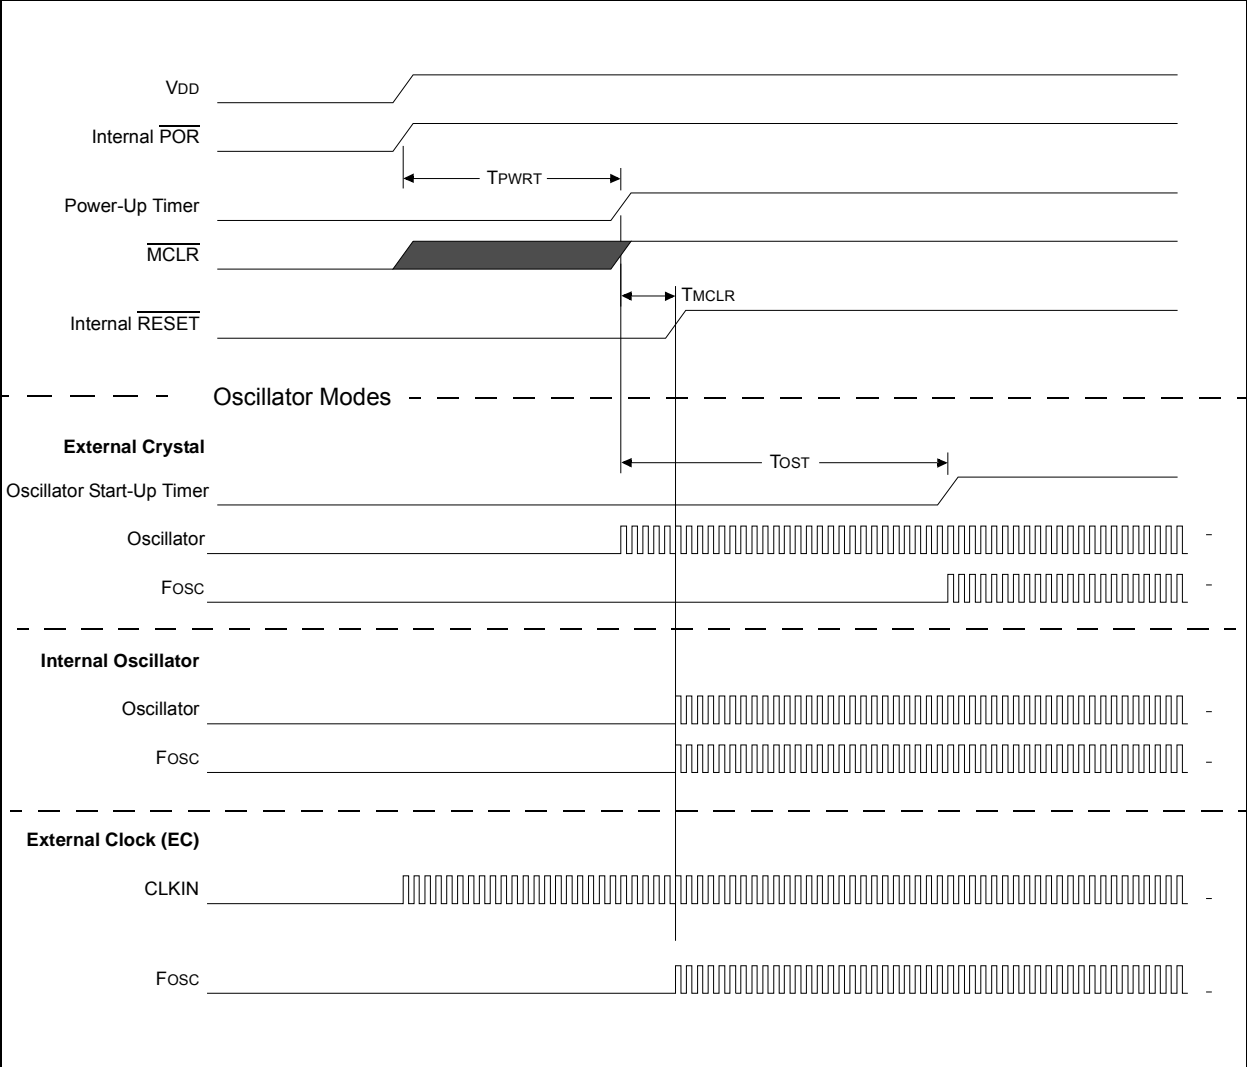 VDD
Internal POR
TPWRT
Power-Up Timer
MCLR
TMCLR
Internal RESET
Oscillator Modes
External Crystal
TOST
Oscillator Start-Up Timer
Oscillator
FOSC
Internal Oscillator
Oscillator
FOSC
External Clock (EC)
CLKIN
FOSC